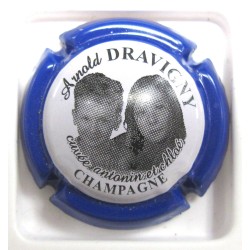 Arnold DRAVIGNY
cuvée antonin et
CHAMPAGNE